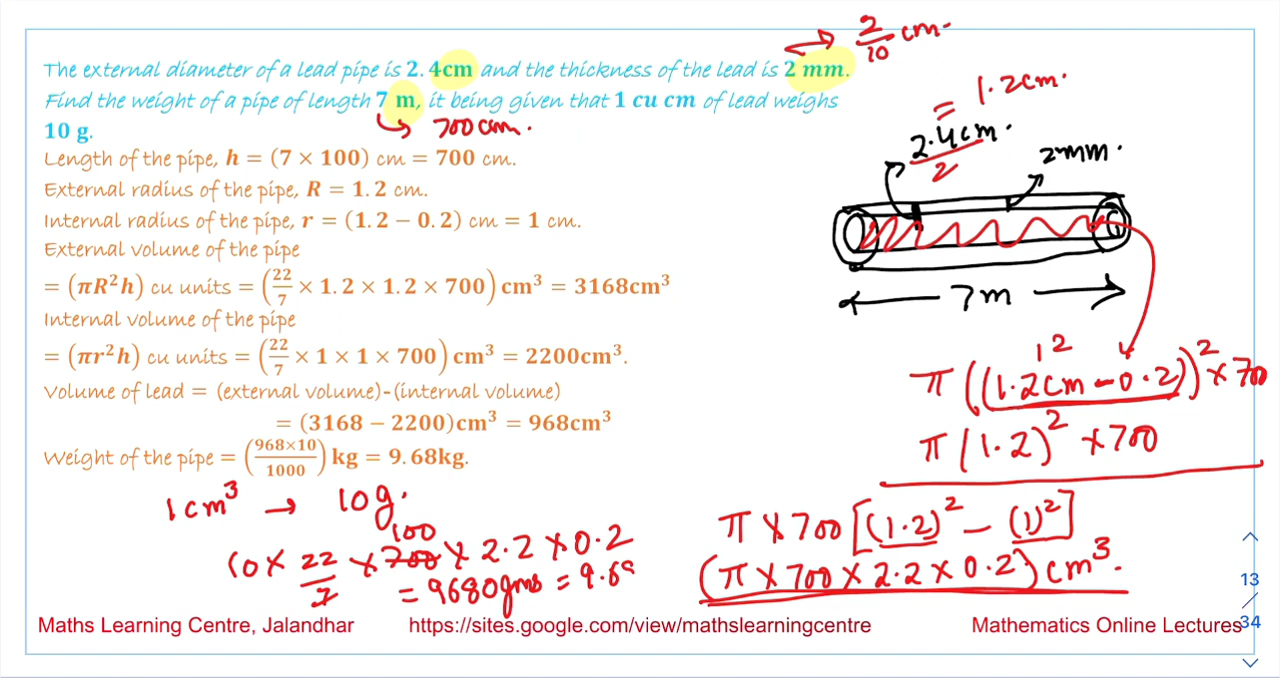 2/10 cm-
The external diameter of a lead pipe is 2.4cm and the thickness of the lead is 2 mm.
Find the weight of a pipe of length 7 m, it being given that 1 cu cm of lead weighs
10 g.
700 cm.
= 1.2cm.
2.4cm.
2
2mm.
7m
Length of the pipe, h = (7 × 100) cm = 700 cm.
External radius of the pipe, R = 1.2 cm.
Internal radius of the pipe, r = (1.2 − 0.2) cm = 1 cm.
External volume of the pipe
= (πR²h) cu units = (22/7 × 1.2 × 1.2 × 700) cm³ = 3168cm³
Internal volume of the pipe
= (πr²h) cu units = (22/7 × 1 × 1 × 700) cm³ = 2200cm³.
Volume of lead = (external volume)-(internal volume)
= (3168 − 2200)cm³ = 968cm³
Weight of the pipe = (968×10/1000) kg = 9.68kg.
1²
π((1.2cm − 0.2))² × 700
π(1.2)² × 700
π × 700 [(1.2)² − (1)²]
(π × 700 × 2.2 × 0.2) cm³.
1cm³ → 10g.
100
10 × 22/7 × 700 × 2.2 × 0.2
= 9680gms =
13
/
34
Maths Learning Centre, Jalandhar https://sites.google.com/view/mathslearningcentre Mathematics Online Lectures